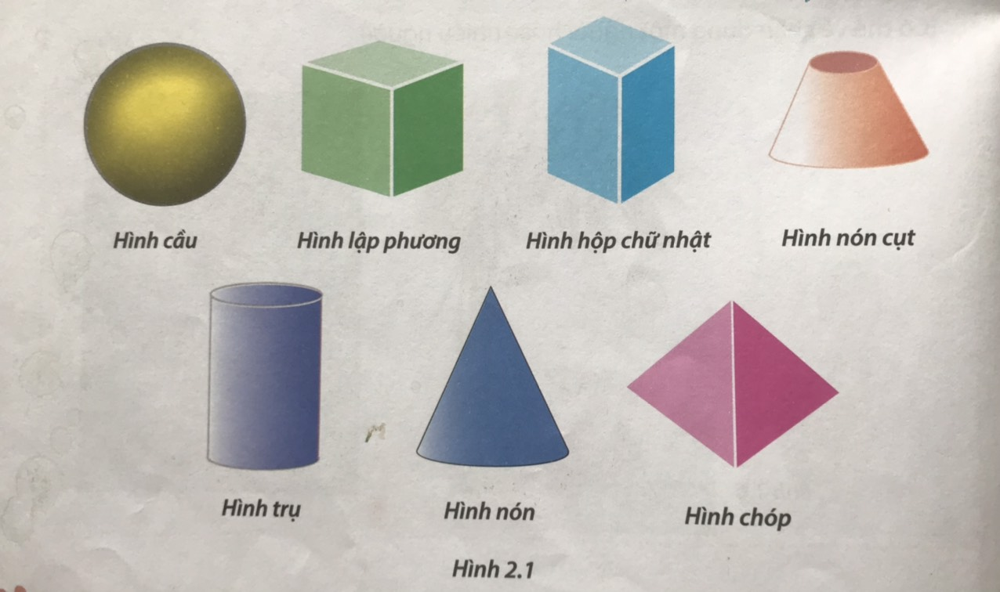 Hình cầu
Hình lập phương
Hình hộp chữ nhật
Hình nón cụt
Hình trụ
Hình nón
Hình chóp
Hình 2.1